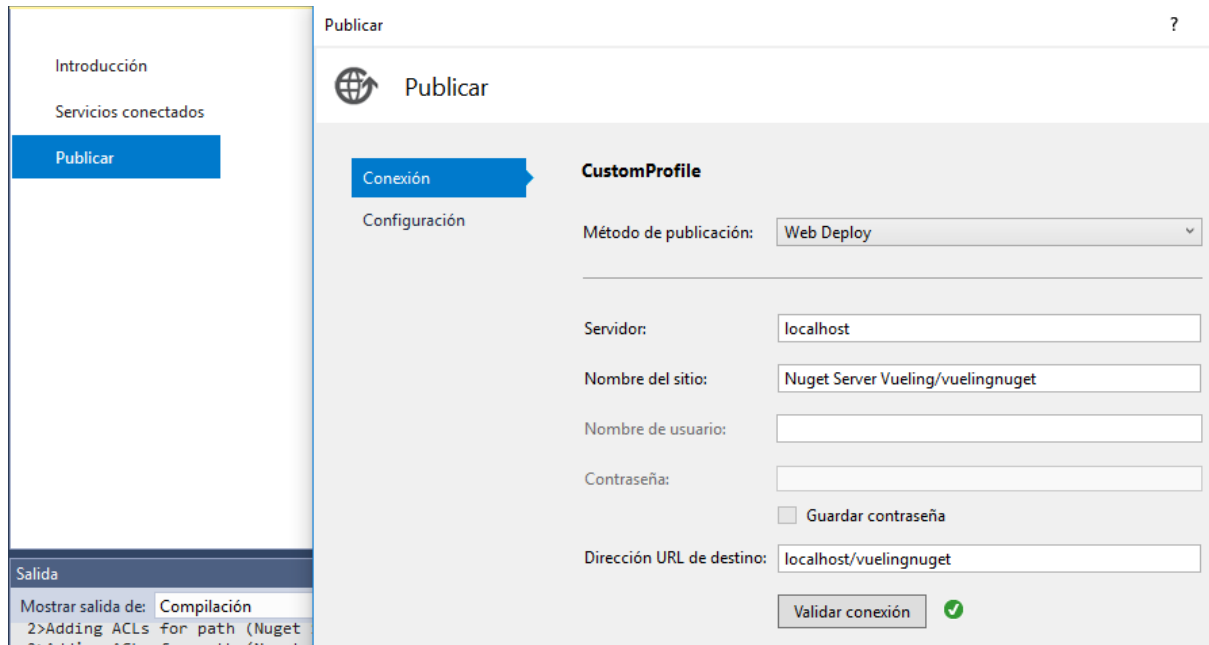 Introducción
Servicios conectados
Publicar
Salida
Mostrar salida de: Compilación
2>Adding ACLs for path (Nuget
Publicar ?
Publicar
Conexión
Configuración
CustomProfile
Método de publicación: Web Deploy
Servidor: localhost
Nombre del sitio: Nuget Server Vueling/vuelingnuget
Nombre de usuario:
Contraseña:
Guardar contraseña
Dirección URL de destino: localhost/vuelingnuget
Validar conexión